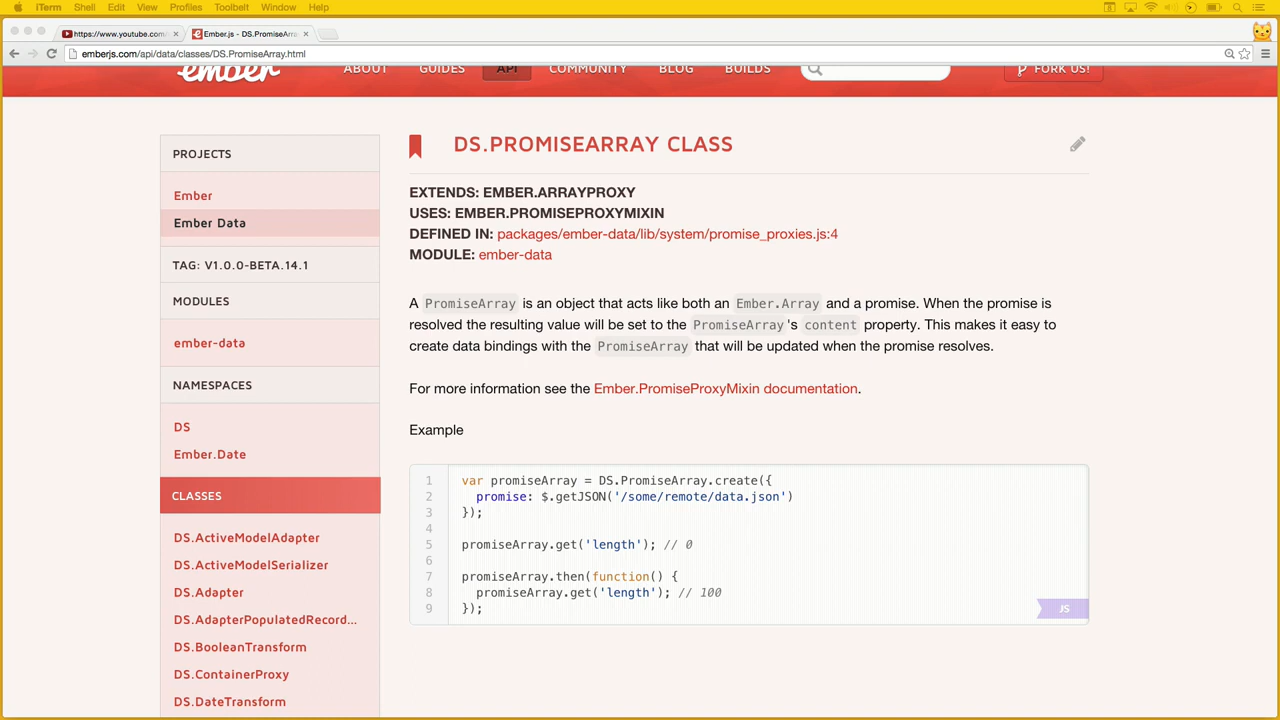 iTerm Shell Edit View Profiles Toolbelt Window Help
https://www.youtube.com/ Ember.js - DS.PromiseArra
emberjs.com/api/data/classes/DS.PromiseArray.html
ember ABOUT GUIDES API COMMUNITY BLOG BUILDS FORK US!
PROJECTS
Ember
Ember Data
TAG: V1.0.0-BETA.14.1
MODULES
ember-data
NAMESPACES
DS
Ember.Date
CLASSES
DS.ActiveModelAdapter
DS.ActiveModelSerializer
DS.Adapter
DS.AdapterPopulatedRecord...
DS.BooleanTransform
DS.ContainerProxy
DS.DateTransform
DS.PROMISEARRAY CLASS
EXTENDS: EMBER.ARRAYPROXY
USES: EMBER.PROMISEPROXYMIXIN
DEFINED IN: packages/ember-data/lib/system/promise_proxies.js:4
MODULE: ember-data
A PromiseArray is an object that acts like both an Ember.Array and a promise. When the promise is
resolved the resulting value will be set to the PromiseArray's content property. This makes it easy to
create data bindings with the PromiseArray that will be updated when the promise resolves.
For more information see the Ember.PromiseProxyMixin documentation.
Example
1 var promiseArray = DS.PromiseArray.create({
2 promise: $.getJSON('/some/remote/data.json')
3 });
4
5 promiseArray.get('length'); // 0
6
7 promiseArray.then(function() {
8 promiseArray.get('length'); // 100
9 });
JS